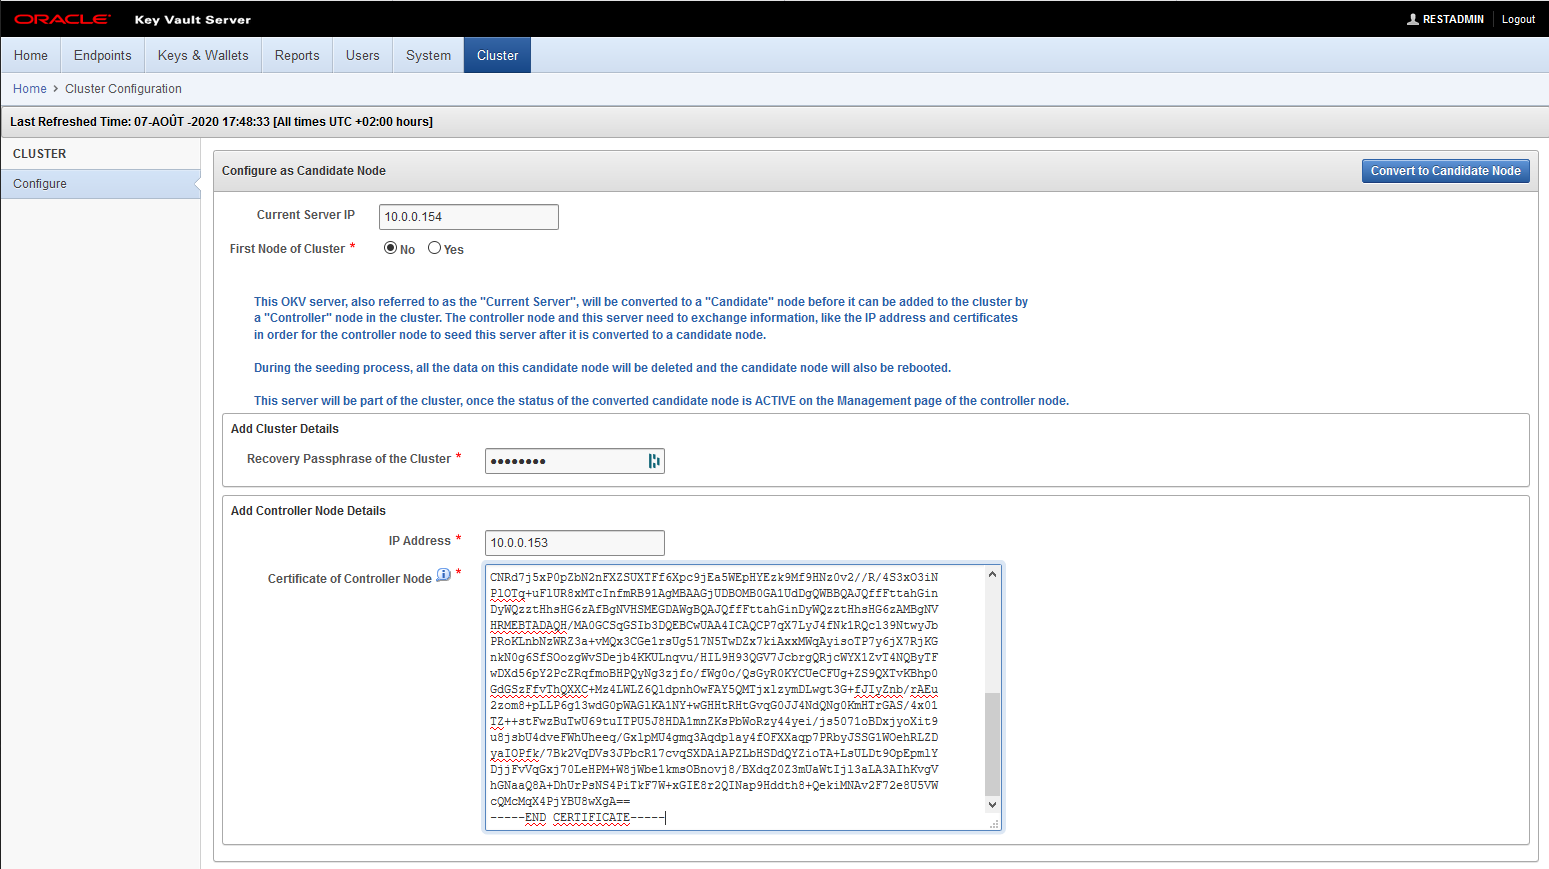 ORACLE Key Vault Server
RESTADMIN Logout
Home Endpoints Keys & Wallets Reports Users System Cluster
Home > Cluster Configuration
Last Refreshed Time: 07-AOÛT -2020 17:48:33 [All times UTC +02:00 hours]
CLUSTER
Configure
Configure as Candidate Node
Convert to Candidate Node
Current Server IP 10.0.0.154
First Node of Cluster * No Yes
This OKV server, also referred to as the "Current Server", will be converted to a "Candidate" node before it can be added to the cluster by
a "Controller" node in the cluster. The controller node and this server need to exchange information, like the IP address and certificates
in order for the controller node to seed this server after it is converted to a candidate node.
During the seeding process, all the data on this candidate node will be deleted and the candidate node will also be rebooted.
This server will be part of the cluster, once the status of the converted candidate node is ACTIVE on the Management page of the controller node.
Add Cluster Details
Recovery Passphrase of the Cluster * ••••••••
Add Controller Node Details
IP Address * 10.0.0.153
Certificate of Controller Node *
CNRd7j5xP0pZbN2nFXZSUXTFf6Xpc9jEa5WEpHYEzk9Mf9HNz0v2//R/4S3xO3iN
PlOTq+uFlUR8xMTcInfmRB91AgMBAAGjUDBOMB0GA1UdDgQWBBQAJQffFttahGin
DyWQzztHhsHG6zAfBgNVHSMEGDAWgBQAJQffFttahGinDyWQzztHhsHG6zAMBgNV
HRMEBTADAQH/MA0GCSqGSIb3DQEBCwUAA4ICAQCP7qX7LyJ4fNk1RQcl39NtwyJb
PRoKLnbNzWRZ3a+vMQx3CGe1rsUg517N5TwDZx7kiAxxMWqAyisoTP7y6jX7RjKG
nkN0g6SfSOozgWvSDejb4KKULnqvu/HIL9H93QGV7JcbrgQRjcWYX1ZvT4NQByTF
wDXd56pY2PcZRqfmoBHPQyNg3zjfo/fWg0o/QsGyR0KYCUeCFUg+ZS9QXTvKBhp0
GdGSzFfvThQXXC+Mz4LWLZ6QldpnhOwFAY5QMTjxlzymDLwgt3G+fJIyZnb/rAEu
2zom8+pLLP6g13wdG0pWAGlKA1NY+wGHHtRHtGvqG0JJ4NdQNg0KmHTrGAS/4x01
TZ++stFwzBuTwU69tuITPU5J8HDA1mnZKsPbWoRzy44yei/js5071oBDxjyoXit9
u8jsbU4dveFWhUheeq/GxlpMU4gmq3Aqdplay4fOFXXaqp7PRbyJSSG1WOehRLZD
yaIOPfk/7Bk2VqDVs3JPbcR17cvqSXDAiAPZLbHSDdQYZioTA+LsULDt9OpEpmlY
DjjFvVqGxj70LeHPM+W8jWbe1kmsOBnovj8/BXdqZ0Z3mUaWtIjl3aLA3AIhKvgV
hGNaaQ8A+DhUrPsNS4PiTkF7W+xGIE8r2QINap9Hddth8+QekiMNAv2F72e8U5VW
cQMcMqX4PjYBU8wXgA==
-----END CERTIFICATE-----